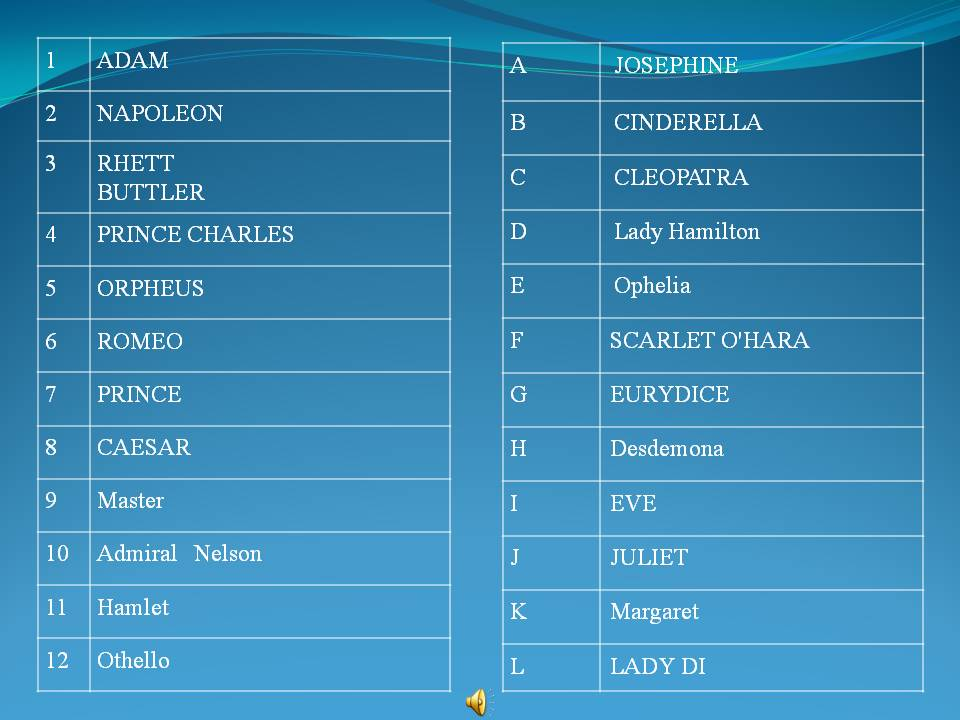 1 ADAM
2 NAPOLEON
3 RHETT
BUTTLER
4 PRINCE CHARLES
5 ORPHEUS
6 ROMEO
7 PRINCE
8 CAESAR
9 Master
10 Admiral Nelson
11 Hamlet
12 Othello
A JOSEPHINE
B CINDERELLA
C CLEOPATRA
D Lady Hamilton
E Ophelia
F SCARLET O'HARA
G EURYDICE
H Desdemona
I EVE
J JULIET
K Margaret
L LADY DI